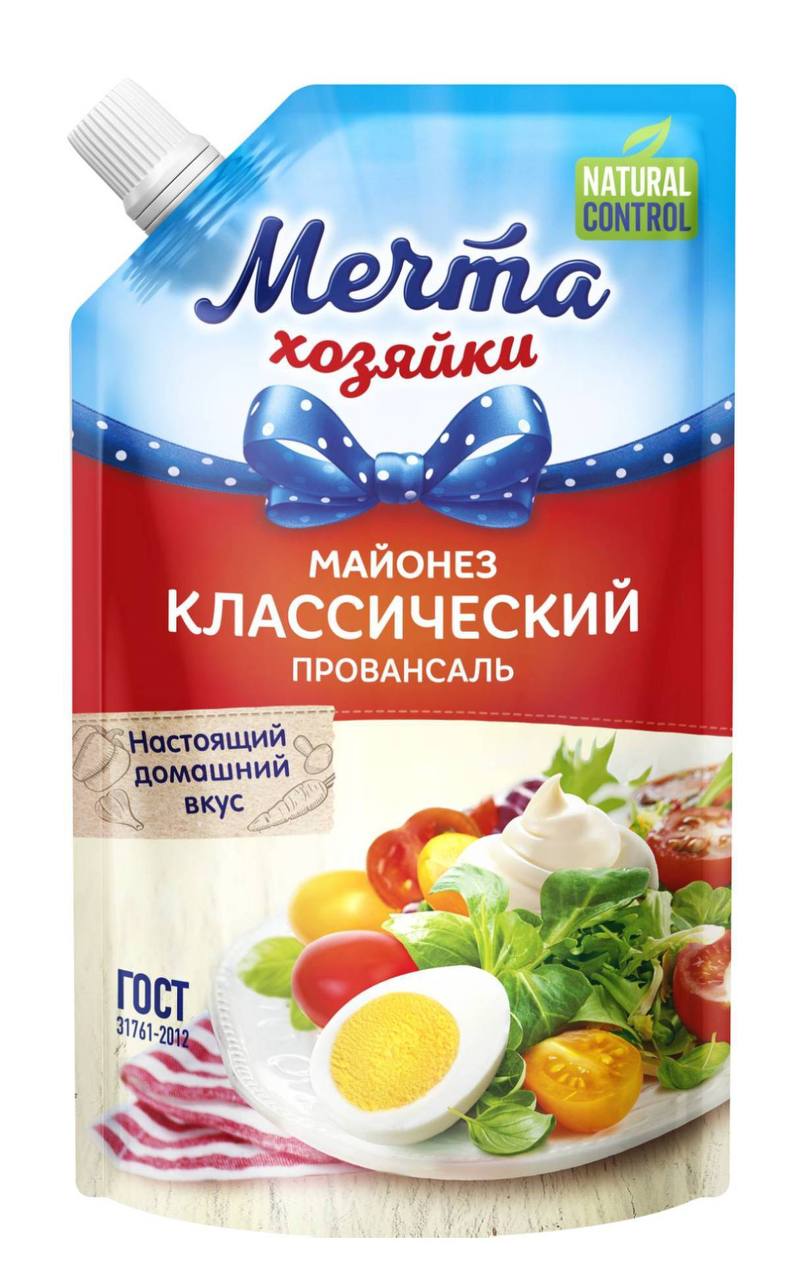 NATURAL
CONTROL
Мечта
хозяйки
МАЙОНЕЗ
КЛАССИЧЕСКИЙ
ПРОВАНСАЛЬ
Настоящий
домашний
вкус
ГОСТ
31761-2012